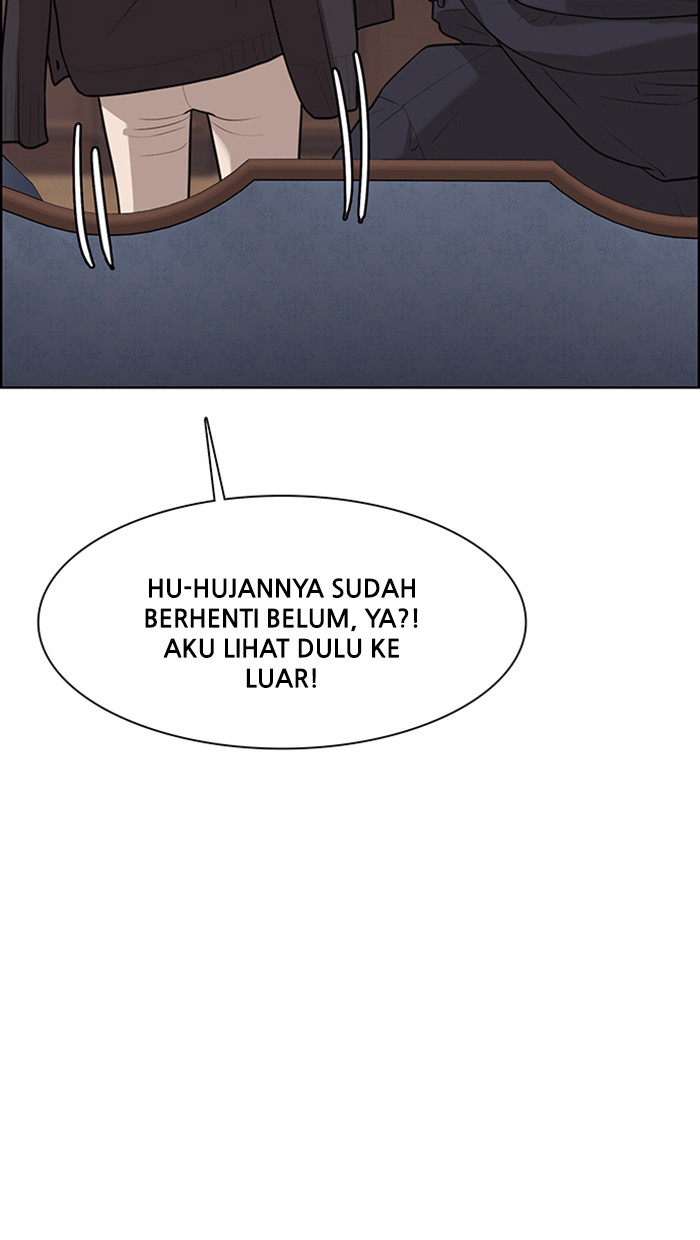 HU-HUJANNYA SUDAH
BERHENTI BELUM, YA?!
AKU LIHAT DULU KE
LUAR!